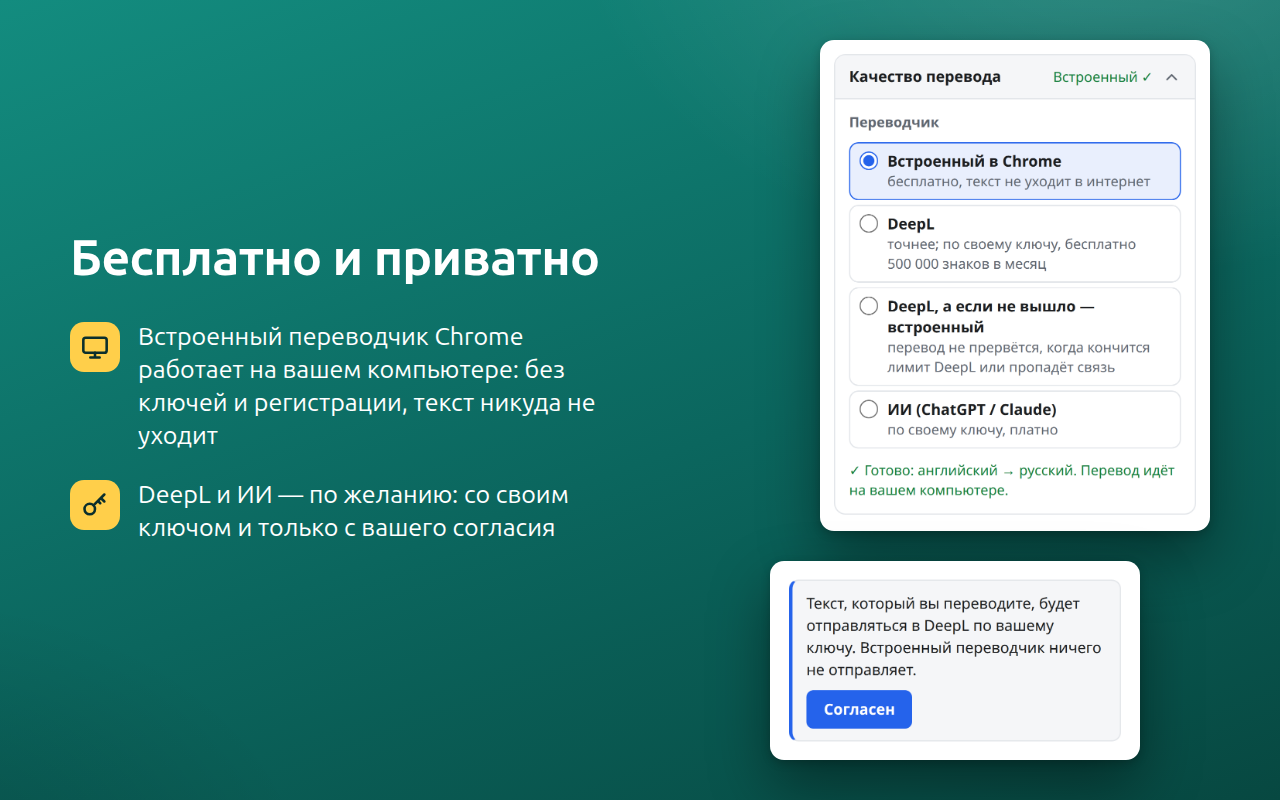 Бесплатно и приватно
Встроенный переводчик Chrome
работает на вашем компьютере: без
ключей и регистрации, текст никуда не
уходит
DeepL и ИИ — по желанию: со своим
ключом и только с вашего согласия
Качество перевода
Встроенный ✓
Переводчик
Встроенный в Chrome
бесплатно, текст не уходит в интернет
DeepL
точнее; по своему ключу, бесплатно
500 000 знаков в месяц
DeepL, а если не вышло —
встроенный
перевод не прервётся, когда кончится
лимит DeepL или пропадёт связь
ИИ (ChatGPT / Claude)
по своему ключу, платно
✓ Готово: английский → русский. Перевод идёт
на вашем компьютере.
Текст, который вы переводите, будет
отправляться в DeepL по вашему
ключу. Встроенный переводчик ничего
не отправляет.
Согласен